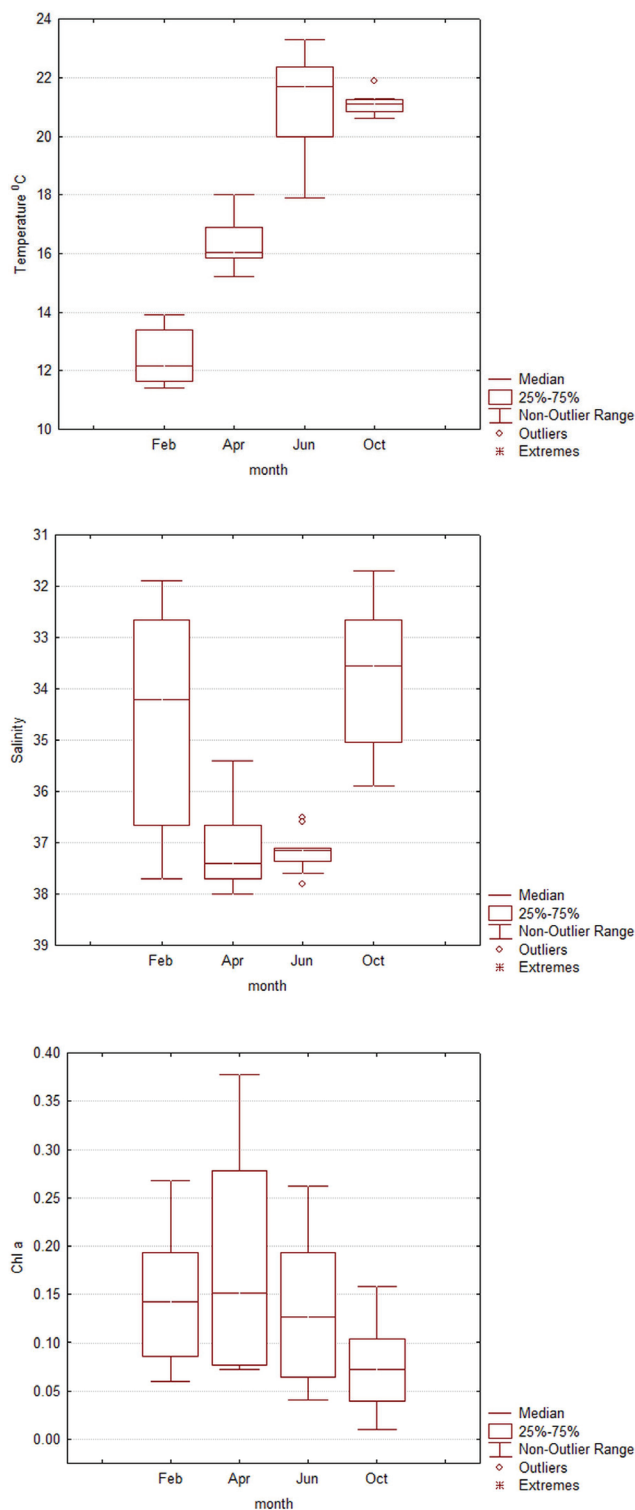 24
22
20
18
16
14
12
10
Temperature ⁰C
Feb Apr Jun Oct
month
Median
25%-75%
Non-Outlier Range
Outliers
Extremes
31
32
33
34
35
36
37
38
39
Salinity
Feb Apr Jun Oct
month
Median
25%-75%
Non-Outlier Range
Outliers
Extremes
0.40
0.35
0.30
0.25
0.20
0.15
0.10
0.05
0.00
Chl a
Feb Apr Jun Oct
month
Median
25%-75%
Non-Outlier Range
Outliers
Extremes